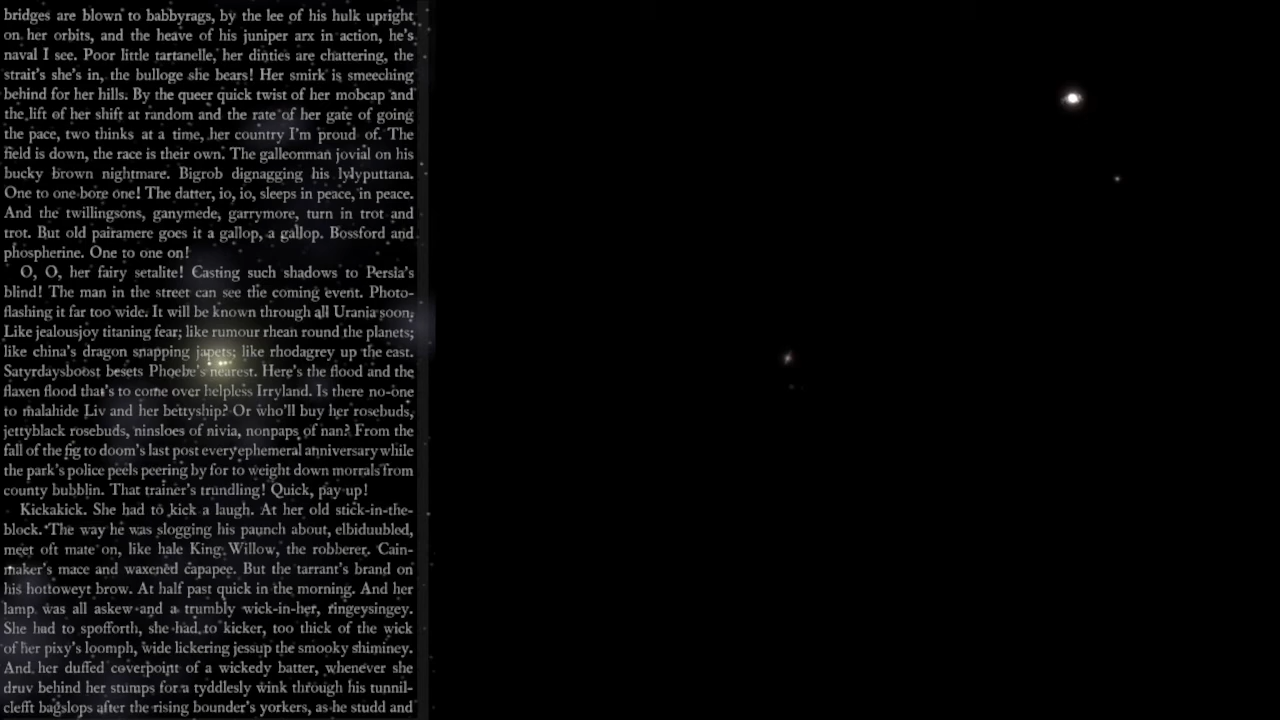 bridges are blown to babbyrags, by the lee of his hulk upright
on her orbits, and the heave of his juniper arx in action, he's
naval I see. Poor little tartanelle, her dinties are chattering, the
strait's she's in, the bulloge she bears! Her smirk is smeeching
behind for her hills. By the queer quick twist of her mobcap and
the lift of her shift at random and the rate of her gate of going
the pace, two thinks at a time, her country I'm proud of. The
field is down, the race is their own. The galleonman jovial on his
bucky brown nightmare. Bigrob dignagging his lylyputtana.
One to one bore one! The datter, io, io, sleeps in peace, in peace.
And the twillingsons, ganymede, garrymore, turn in trot and
trot. But old pairamere goes it a gallop, a gallop. Bossford and
phospherine. One to one on!
O, O, her fairy setalite! Casting such shadows to Persia's
blind! The man in the street can see the coming event. Photo-
flashing it far too wide. It will be known through all Urania soon.
Like jealousjoy titaning fear; like rumour rhean round the planets;
like china's dragon snapping japets; like rhodagrey up the east.
Satyrdaysboost besets Phoebe's nearest. Here's the flood and the
flaxen flood that's to come over helpless Irryland. Is there no-one
to malahide Liv and her bettyship? Or who'll buy her rosebuds,
jettyblack rosebuds, ninsloes of nivia, nonpaps of nan? From the
fall of the fig to doom's last post every ephemeral anniversary while
the park's police peels peering by for to weight down morrals from
county bubblin. That trainer's trundling! Quick, pay up!
Kickakick. She had to kick a laugh. At her old stick-in-the-
block. The way he was slogging his paunch about, elbiduubled,
meet oft mate on, like hale King Willow, the robberer. Cain-
maker's mace and waxened capapee. But the tarrant's brand on
his hottoweyt brow. At half past quick in the morning. And her
lamp was all askew and a trumbly wick-in-her, ringeysingey.
She had to spofforth, she had to kicker, too thick of the wick
of her pixy's loomph, wide lickering jessup the smooky shiminey.
And her duffed coverpoint of a wickedy batter, whenever she
druv behind her stumps for a tyddlesly wink through his tunnil-
clefft bagslops after the rising bounder's yorkers, as he studd and